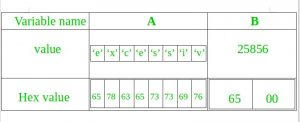 Variable name A B
value 'e' 'x' 'c' 'e' 's' 's' 'i' 'v' 25856
Hex value 65 78 63 65 73 73 69 76 65 00